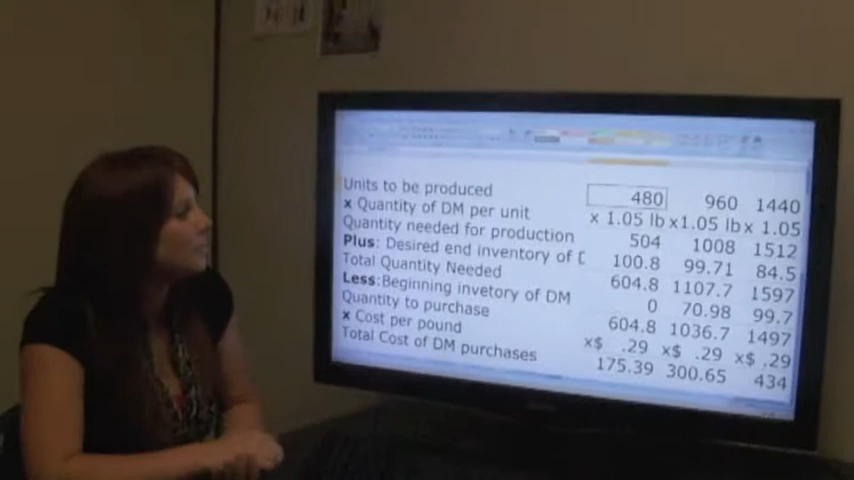 Units to be produced 480 960 1440
x Quantity of DM per unit x 1.05 lb x1.05 lb x 1.05
Quantity needed for production 504 1008 1512
Plus: Desired end inventory of D 100.8 99.71 84.5
Total Quantity Needed 604.8 1107.7 1597
Less:Beginning invetory of DM 0 70.98 99.7
Quantity to purchase 604.8 1036.7 1497
x Cost per pound x$ .29 x$ .29 x$ .29
Total Cost of DM purchases 175.39 300.65 434